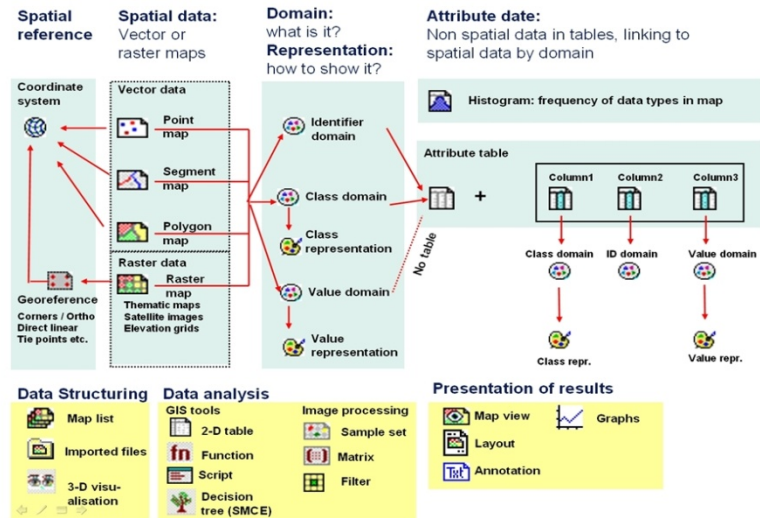 Spatial
reference
Spatial data:
Vector or
raster maps
Domain:
what is it?
Representation:
how to show it?
Attribute date:
Non spatial data in tables, linking to
spatial data by domain
Coordinate
system
Georeference
Corners / Ortho
Direct linear
Tie points etc.
Vector data
Point
map
Segment
map
Polygon
map
Raster data
Raster
map
Thematic maps
Satellite images
Elevation grids
Identifier
domain
Class domain
Class
representation
Value domain
Value
representation
No table
Histogram: frequency of data types in map
Attribute table
+
Column1
Column2
Column3
Class domain
ID domain
Value domain
Class repr.
Value repr.
Data Structuring
Map list
Imported files
3-D visu-
alisation
Data analysis
GIS tools
2-D table
fn Function
Script
Decision
tree (SMCE)
Image processing
Sample set
Matrix
Filter
Presentation of results
Map view
Graphs
Layout
Txt Annotation